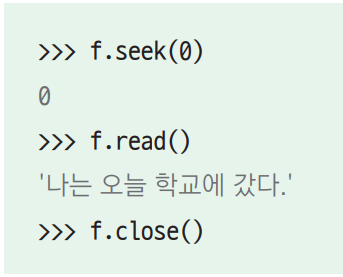 >>> f.seek(0)
0
>>> f.read()
'나는 오늘 학교에 갔다.'
>>> f.close()